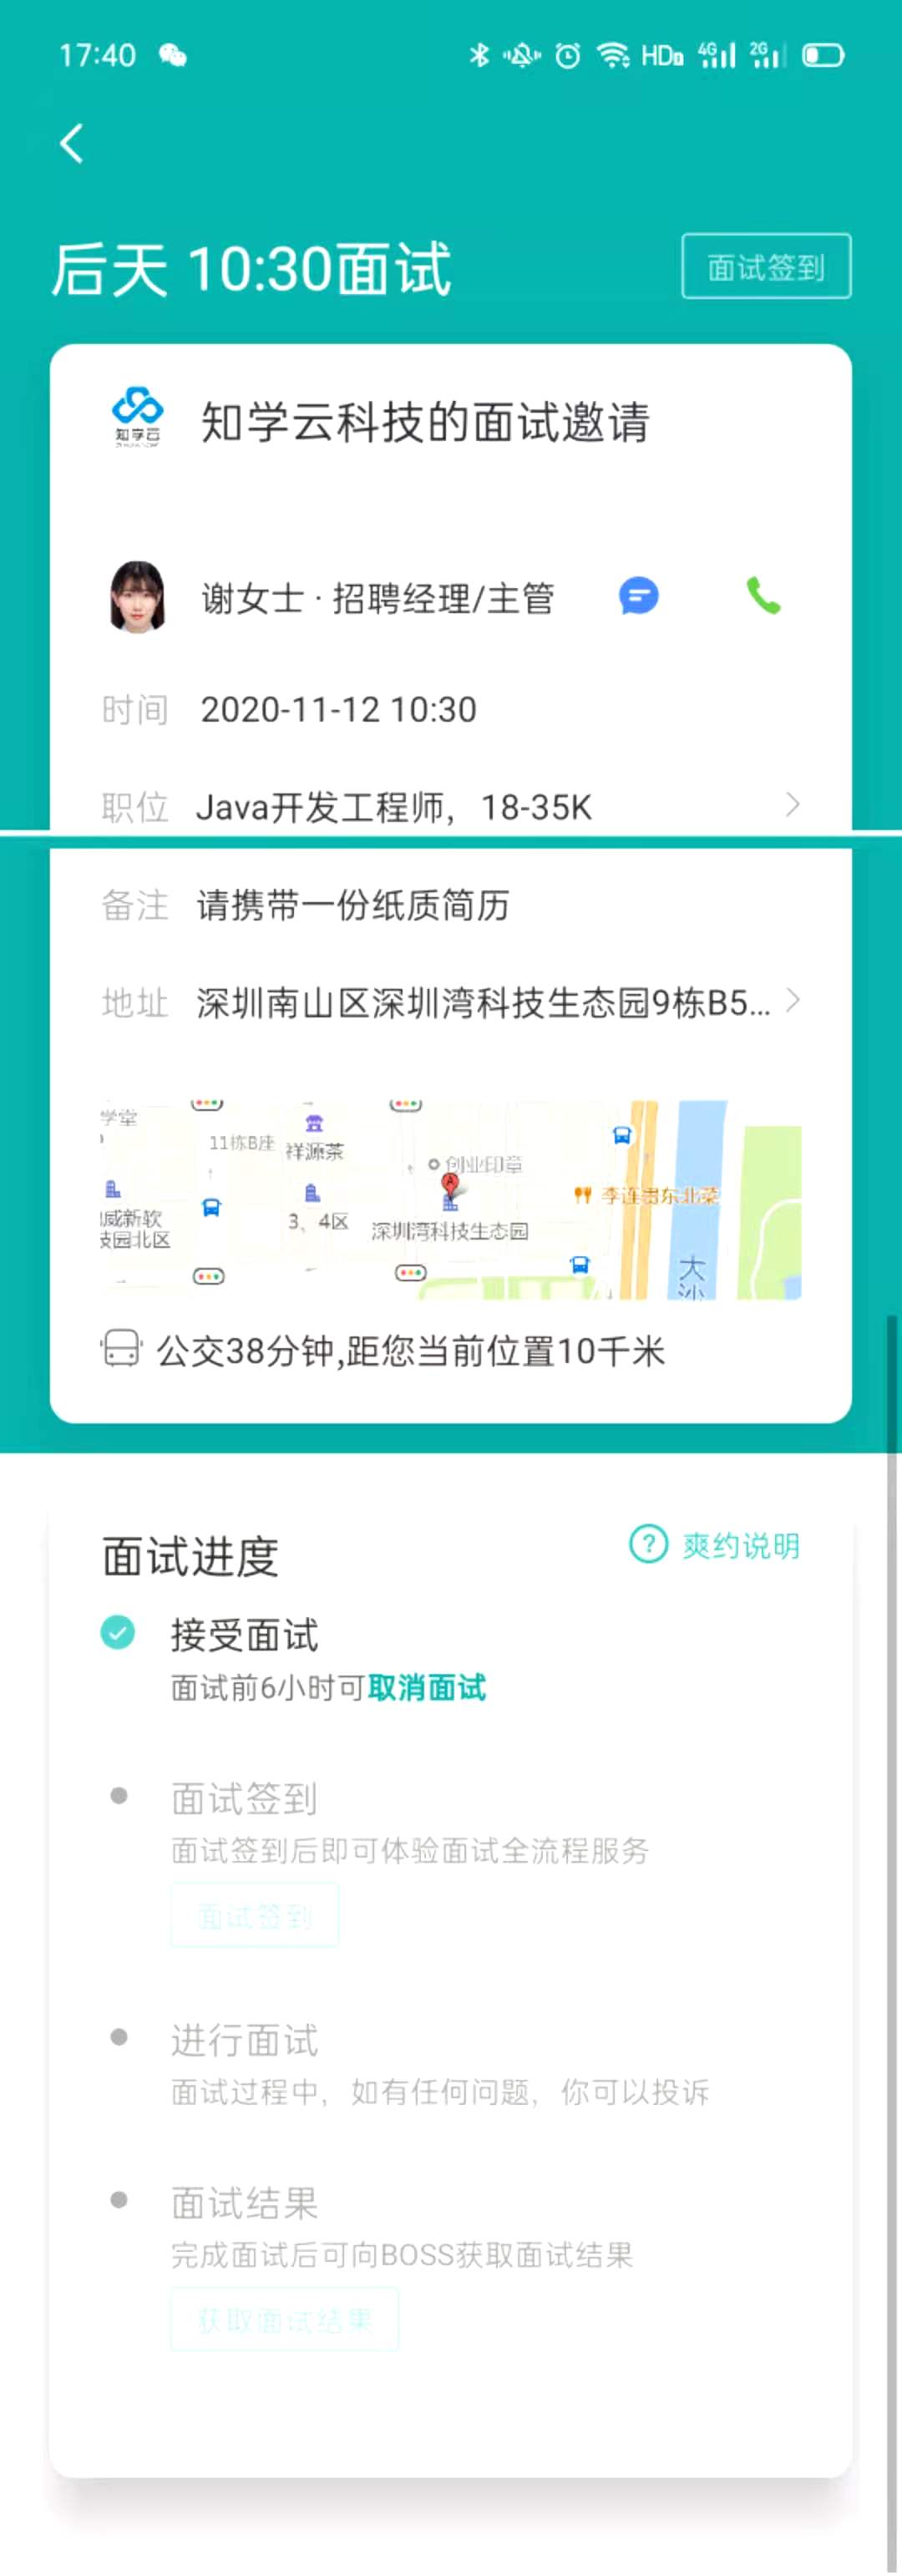 17:40
HD 4G 2G
后天 10:30面试
面试签到
知学云
知学云科技的面试邀请
谢女士 · 招聘经理/主管
时间 2020-11-12 10:30
职位 Java开发工程师，18-35K
备注 请携带一份纸质简历
地址 深圳南山区深圳湾科技生态园9栋B5...
学堂
11栋B座
祥源茶
创业印章
威新软
技园北区
3、4区
深圳湾科技生态园
李连贵东北菜
大沙
公交38分钟,距您当前位置10千米
面试进度
? 爽约说明
接受面试
面试前6小时可取消面试
面试签到
面试签到后即可体验面试全流程服务
面试签到
进行面试
面试过程中，如有任何问题，你可以投诉
面试结果
完成面试后可向BOSS获取面试结果
获取面试结果